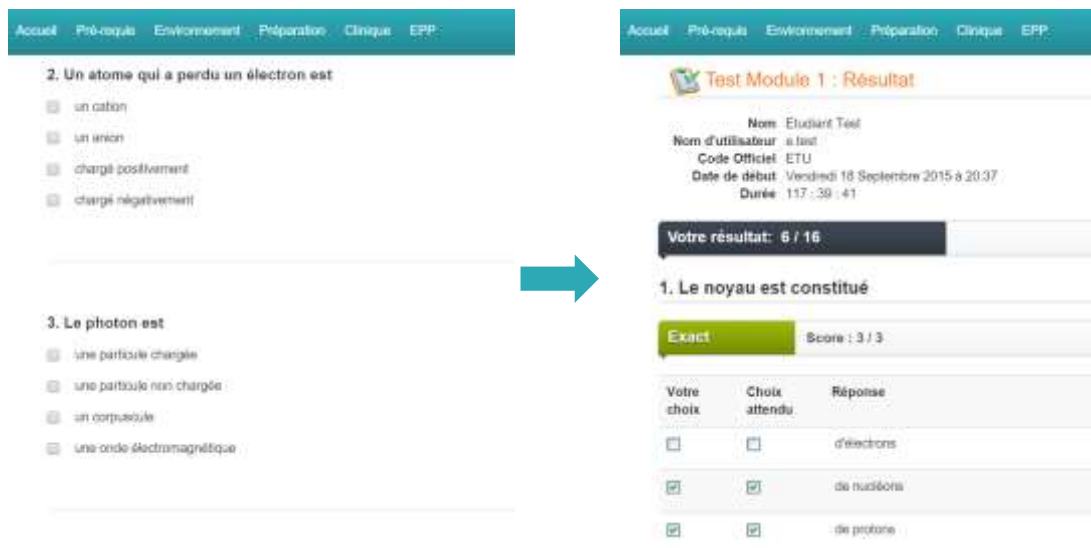 Accueil Pré-requis Environnement Préparation Clinique EPP
2. Un atome qui a perdu un électron est
un cation
un anion
chargé positivement
chargé négativement
3. Le photon est
une particule chargée
une particule non chargée
un corpuscule
une onde électromagnétique
Accueil Pré-requis Environnement Préparation Clinique EPP
Test Module 1 : Résultat
Nom Etudiant Test
Nom d'utilisateur e.test
Code Officiel ETU
Date de début Vendredi 18 Septembre 2015 à 20:37
Durée 117 : 39 : 41
Votre résultat: 6 / 16
1. Le noyau est constitué
Exact Score : 3 / 3
Votre choix Choix attendu Réponse
d'électrons
de nucléons
de protons